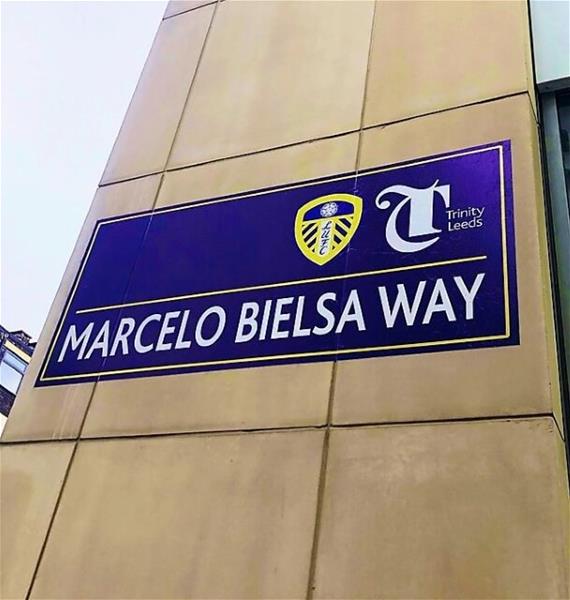 LUFC
T
Trinity
Leeds
MARCELO BIELSA WAY